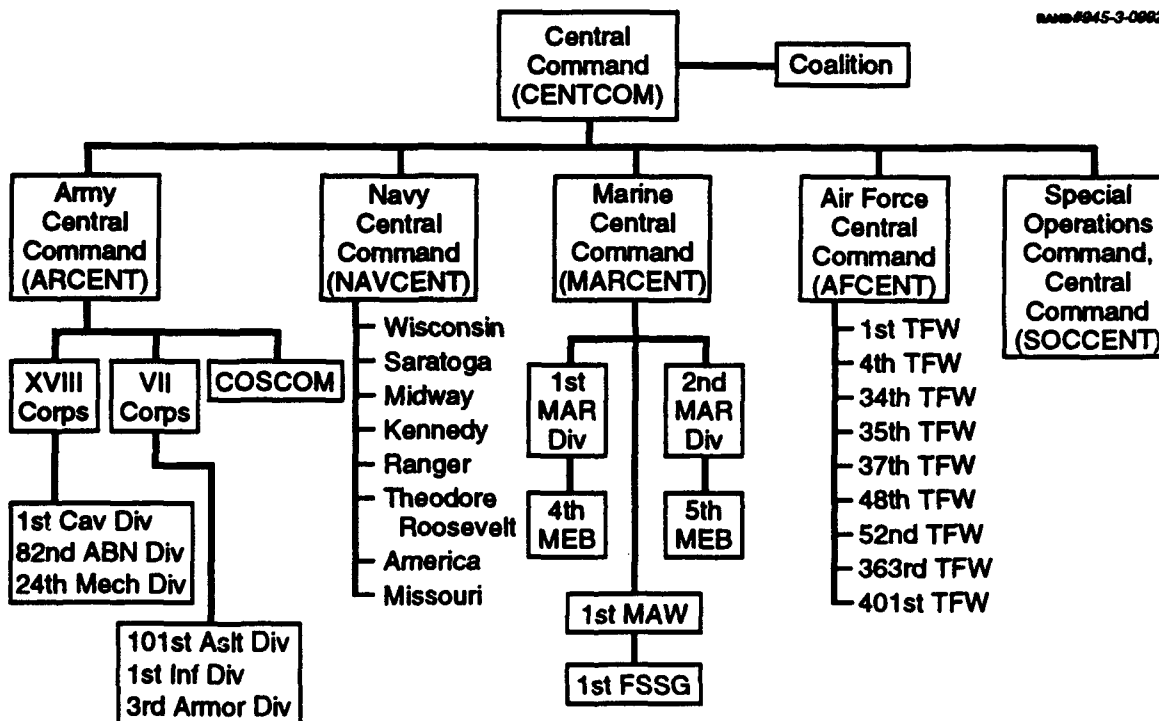 RAND#945-3-0992
Central
Command
(CENTCOM)
Coalition
Army
Central
Command
(ARCENT)
Navy
Central
Command
(NAVCENT)
Marine
Central
Command
(MARCENT)
Air Force
Central
Command
(AFCENT)
Special
Operations
Command,
Central
Command
(SOCCENT)
XVIII
Corps
VII
Corps
COSCOM
1st Cav Div
82nd ABN Div
24th Mech Div
101st Aslt Div
1st Inf Div
3rd Armor Div
Wisconsin
Saratoga
Midway
Kennedy
Ranger
Theodore
Roosevelt
America
Missouri
1st
MAR
Div
2nd
MAR
Div
4th
MEB
5th
MEB
1st MAW
1st FSSG
1st TFW
4th TFW
34th TFW
35th TFW
37th TFW
48th TFW
52nd TFW
363rd TFW
401st TFW